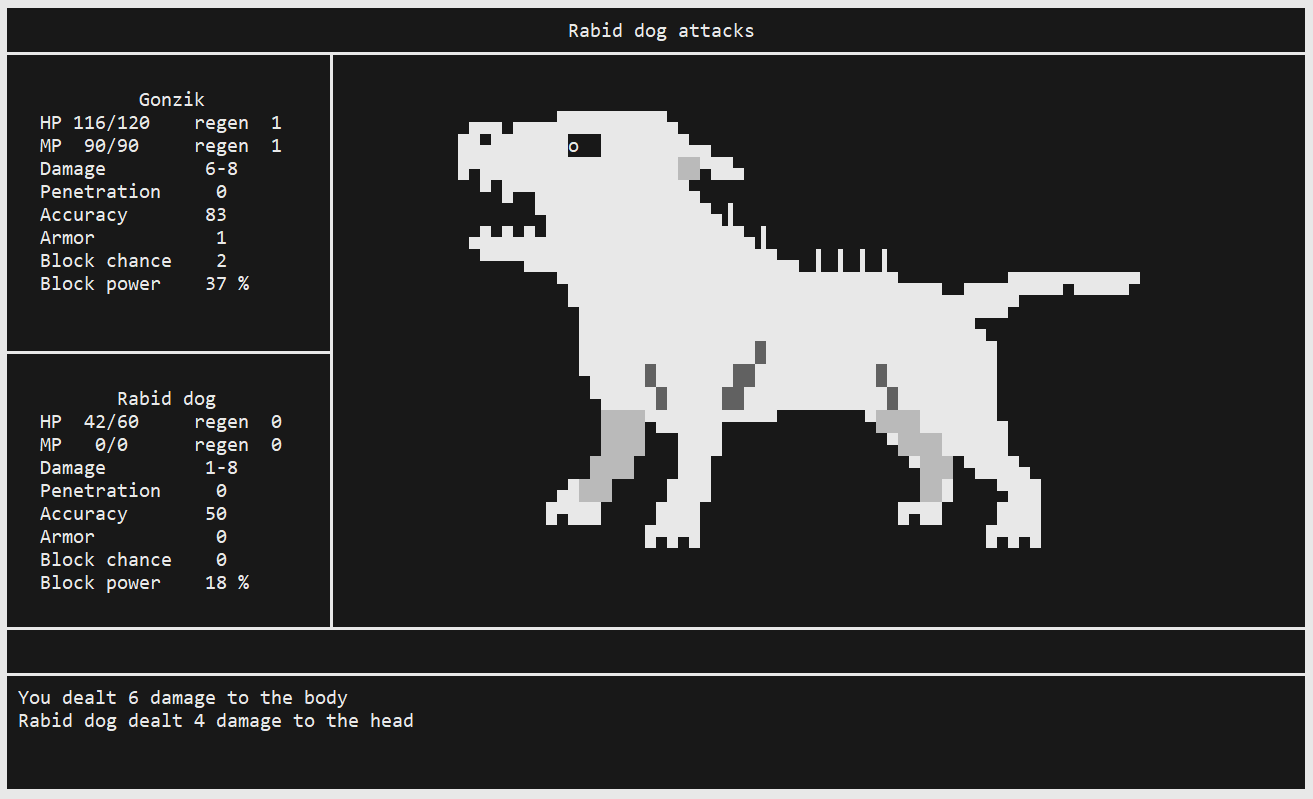 Rabid dog attacks
Gonzik
HP 116/120 regen 1
MP 90/90 regen 1
Damage 6-8
Penetration 0
Accuracy 83
Armor 1
Block chance 2
Block power 37 %
o
Rabid dog
HP 42/60 regen 0
MP 0/0 regen 0
Damage 1-8
Penetration 0
Accuracy 50
Armor 0
Block chance 0
Block power 18 %
You dealt 6 damage to the body
Rabid dog dealt 4 damage to the head